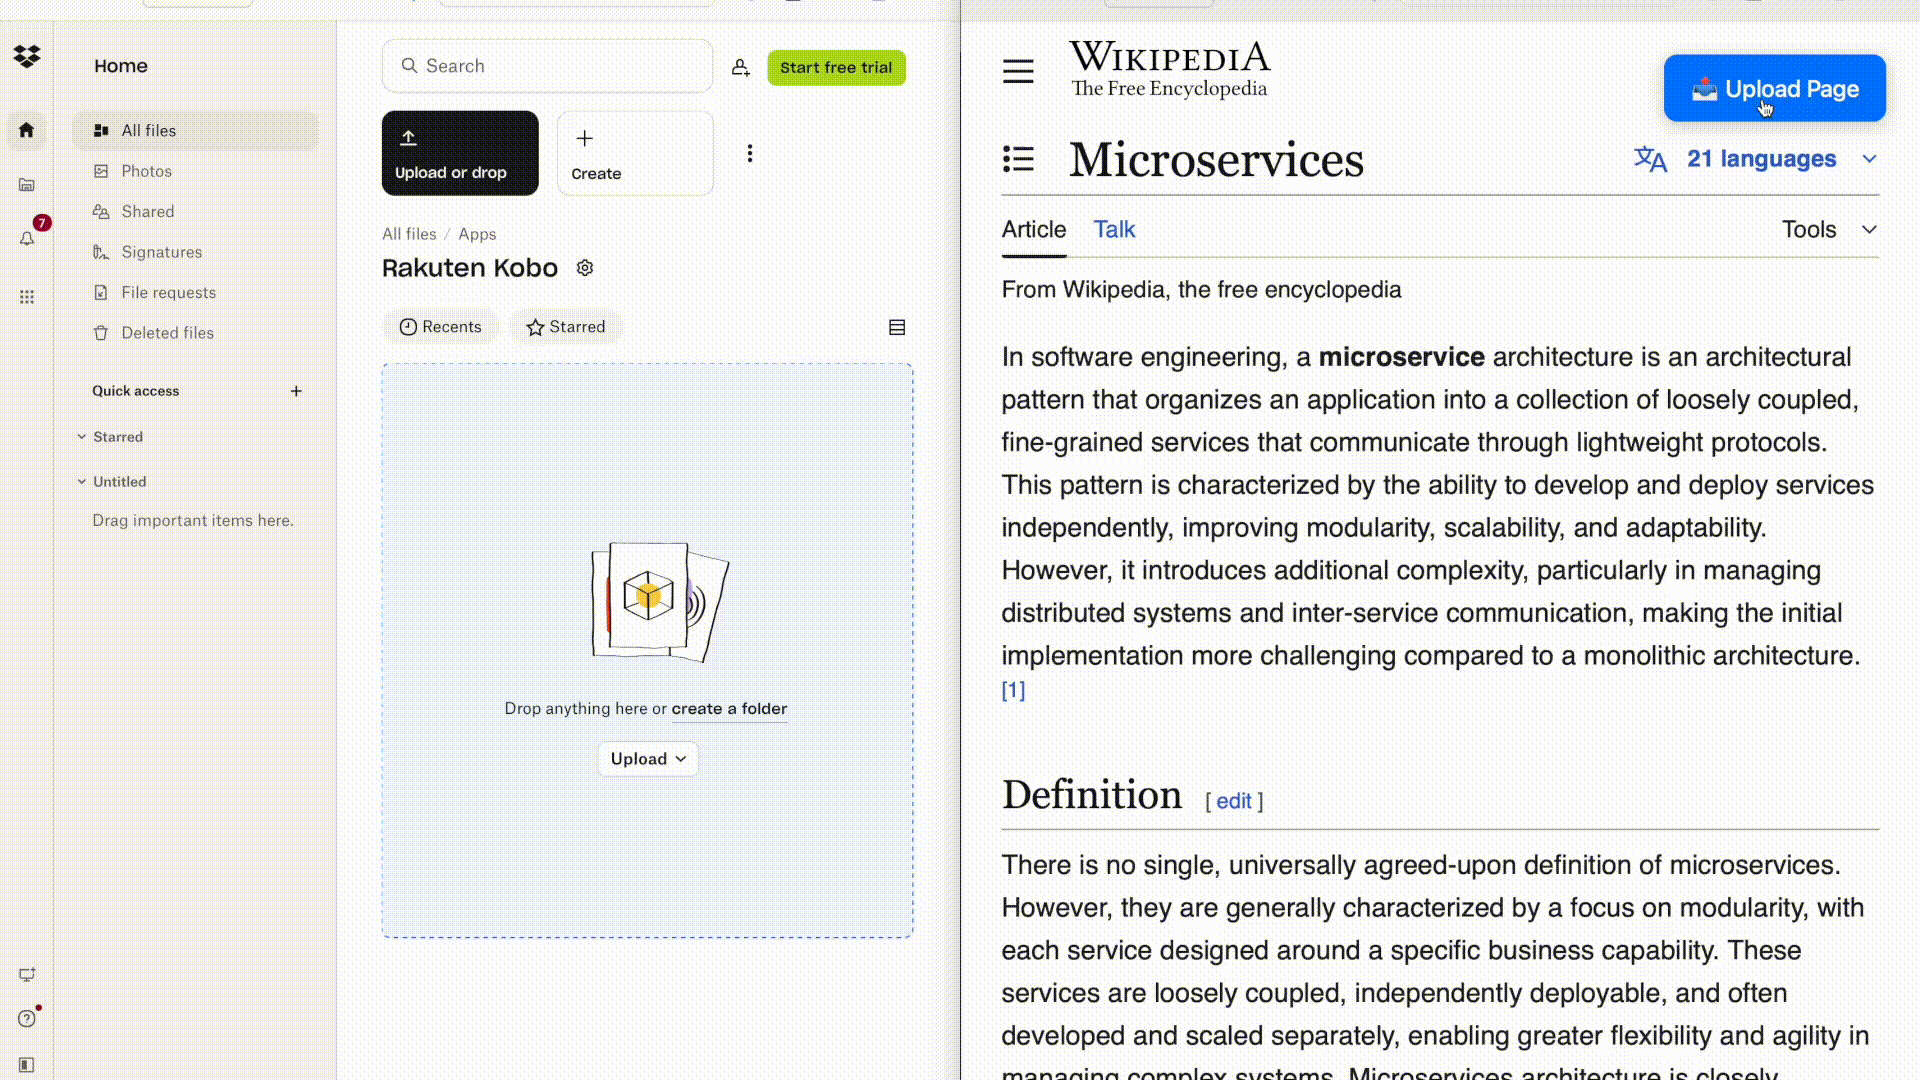 Home
All files
Photos
Shared
7
Signatures
File requests
Deleted files
Quick access
Starred
Untitled
Drag important items here.
Search
Start free trial
Upload or drop
Create
All files / Apps
Rakuten Kobo
Recents
Starred
Drop anything here or create a folder
Upload
WIKIPEDIA
The Free Encyclopedia
Upload Page
Microservices
21 languages
Article Talk
Tools
From Wikipedia, the free encyclopedia
In software engineering, a microservice architecture is an architectural
pattern that organizes an application into a collection of loosely coupled,
fine-grained services that communicate through lightweight protocols.
This pattern is characterized by the ability to develop and deploy services
independently, improving modularity, scalability, and adaptability.
However, it introduces additional complexity, particularly in managing
distributed systems and inter-service communication, making the initial
implementation more challenging compared to a monolithic architecture.
[1]
Definition [ edit ]
There is no single, universally agreed-upon definition of microservices.
However, they are generally characterized by a focus on modularity, with
each service designed around a specific business capability. These
services are loosely coupled, independently deployable, and often
developed and scaled separately, enabling greater flexibility and agility in
managing complex systems. Microservices architecture is closely